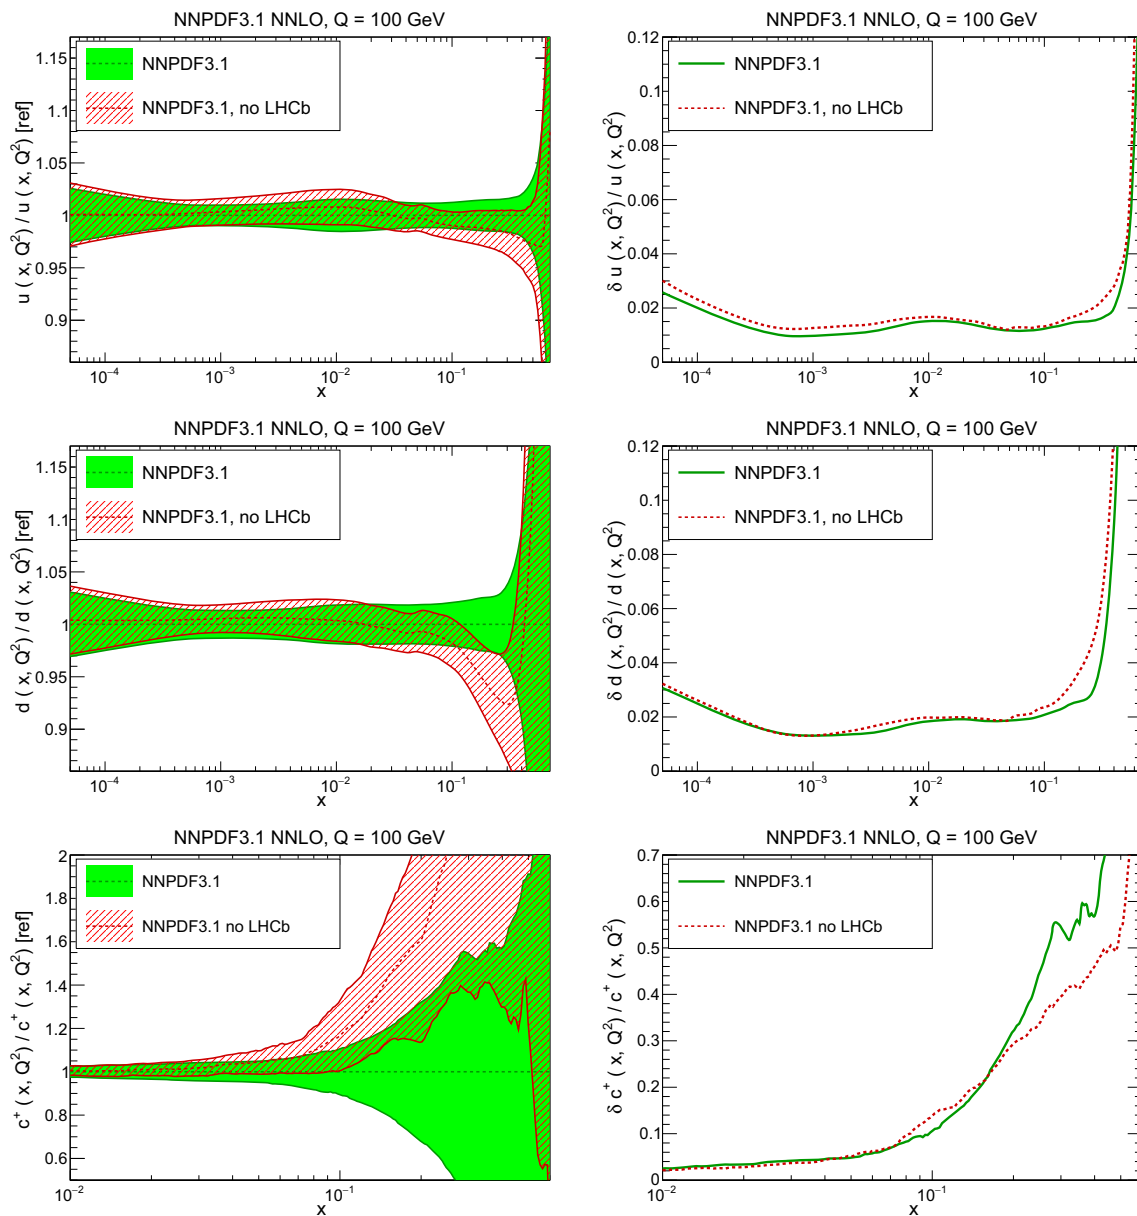 NNPDF3.1 NNLO, Q = 100 GeV
NNPDF3.1
NNPDF3.1, no LHCb
u ( x, Q²) / u ( x, Q²) [ref]
1.15
1.1
1.05
1
0.95
0.9
10⁻⁴
10⁻³
10⁻²
10⁻¹
x
NNPDF3.1 NNLO, Q = 100 GeV
NNPDF3.1
NNPDF3.1, no LHCb
δ u ( x, Q²) / u ( x, Q²)
0.12
0.1
0.08
0.06
0.04
0.02
0
10⁻⁴
10⁻³
10⁻²
10⁻¹
x
NNPDF3.1 NNLO, Q = 100 GeV
NNPDF3.1
NNPDF3.1, no LHCb
d ( x, Q²) / d ( x, Q²) [ref]
1.15
1.1
1.05
1
0.95
0.9
10⁻⁴
10⁻³
10⁻²
10⁻¹
x
NNPDF3.1 NNLO, Q = 100 GeV
NNPDF3.1
NNPDF3.1, no LHCb
δ d ( x, Q²) / d ( x, Q²)
0.12
0.1
0.08
0.06
0.04
0.02
0
10⁻⁴
10⁻³
10⁻²
10⁻¹
x
NNPDF3.1 NNLO, Q = 100 GeV
NNPDF3.1
NNPDF3.1 no LHCb
c⁺ ( x, Q²) / c⁺ ( x, Q²) [ref]
2
1.8
1.6
1.4
1.2
1
0.8
0.6
10⁻²
10⁻¹
x
NNPDF3.1 NNLO, Q = 100 GeV
NNPDF3.1
NNPDF3.1 no LHCb
δ c⁺ ( x, Q²) / c⁺ ( x, Q²)
0.7
0.6
0.5
0.4
0.3
0.2
0.1
0
10⁻²
10⁻¹
x